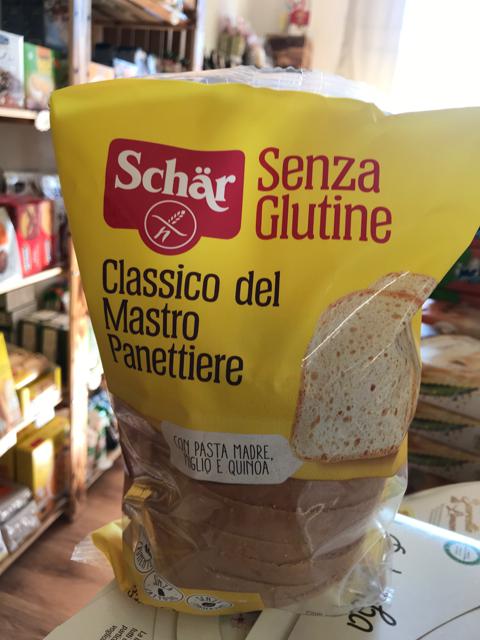 Schär
Senza
Glutine
Classico del
Mastro
Panettiere
CON PASTA MADRE,
MIGLIO E QUINOA